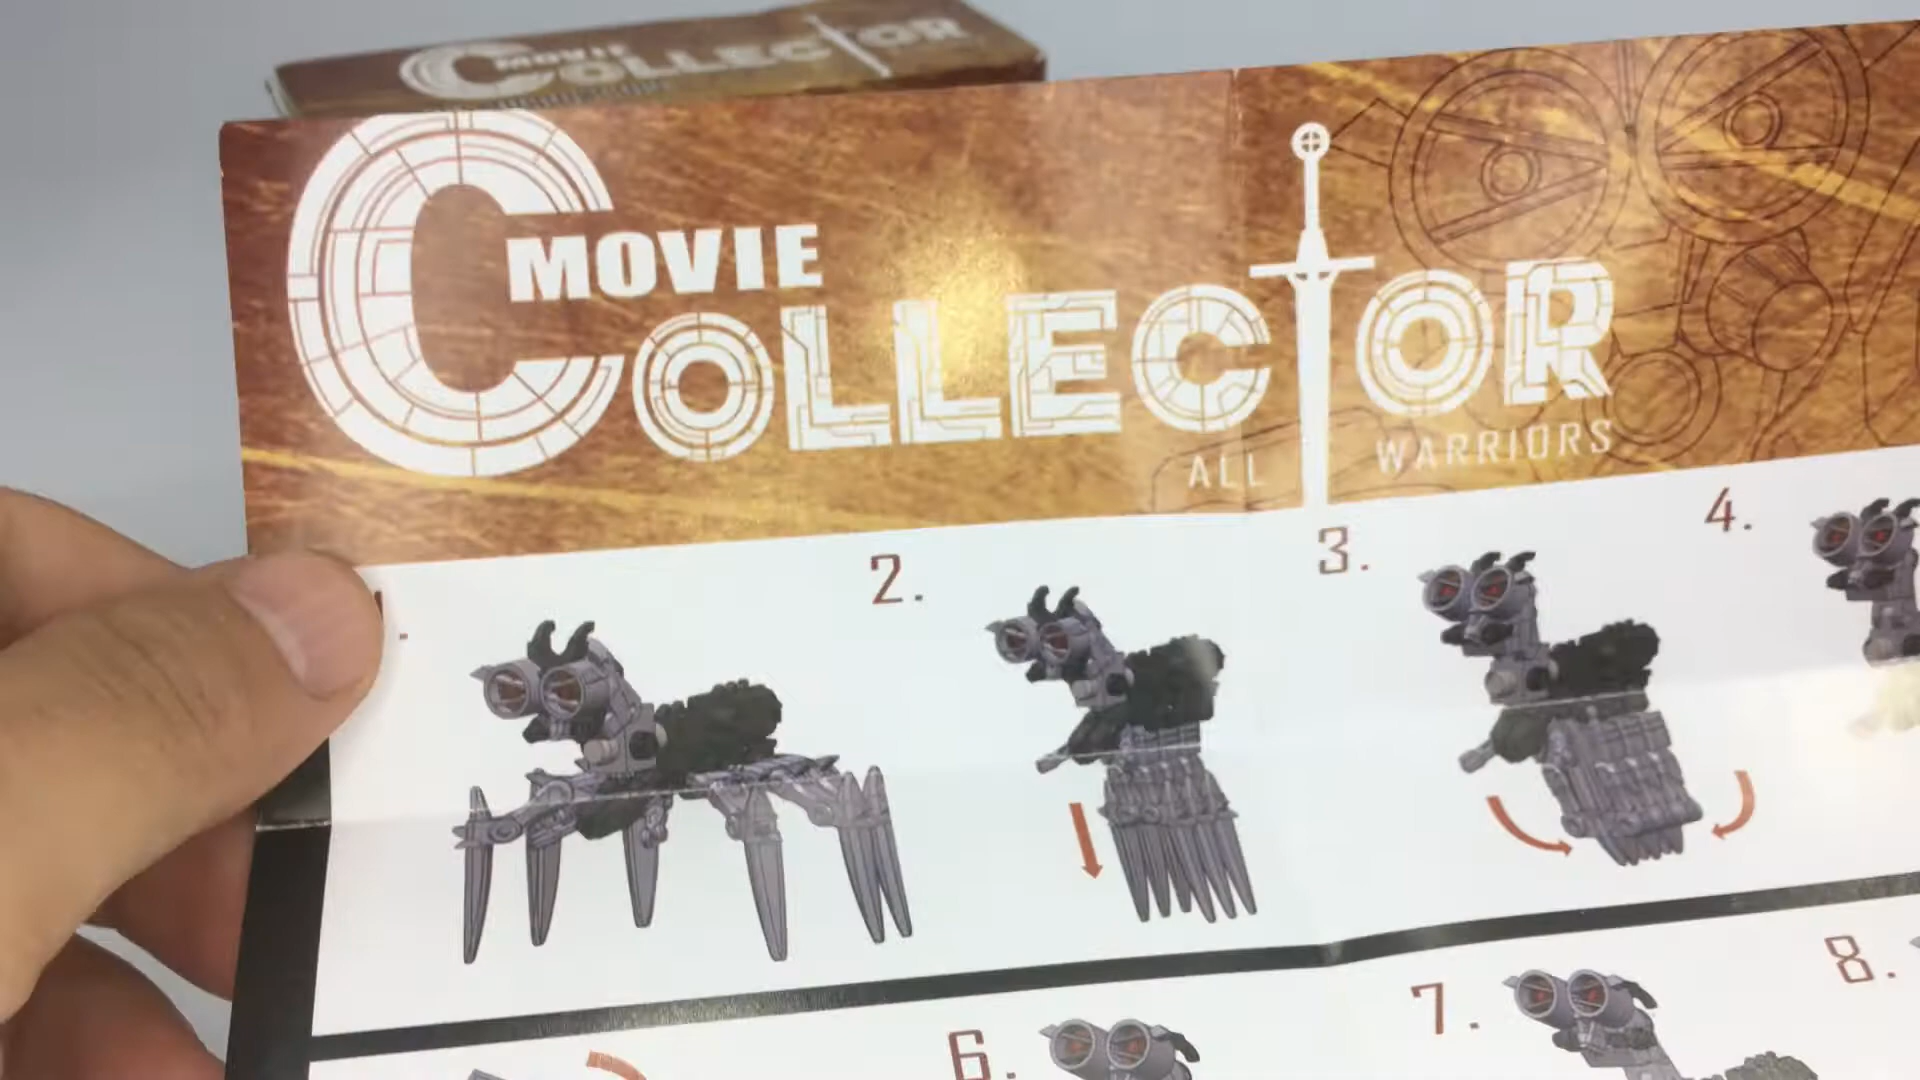 MOVIE
COLLECTOR
MOVIE
COLLECTOR
ALL WARRIORS
2.
3.
4.
6.
7.
8.